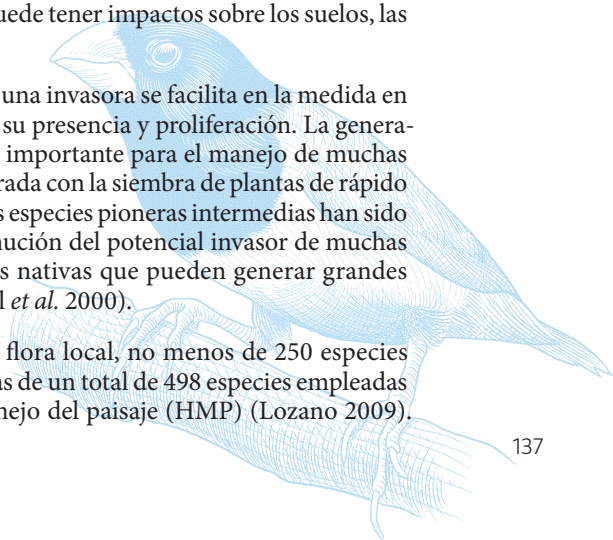 uede tener impactos sobre los suelos, las
una invasora se facilita en la medida en
su presencia y proliferación. La genera-
importante para el manejo de muchas
rada con la siembra de plantas de rápido
s especies pioneras intermedias han sido
nución del potencial invasor de muchas
s nativas que pueden generar grandes
l et al. 2000).
flora local, no menos de 250 especies
as de un total de 498 especies empleadas
nejo del paisaje (HMP) (Lozano 2009).
137